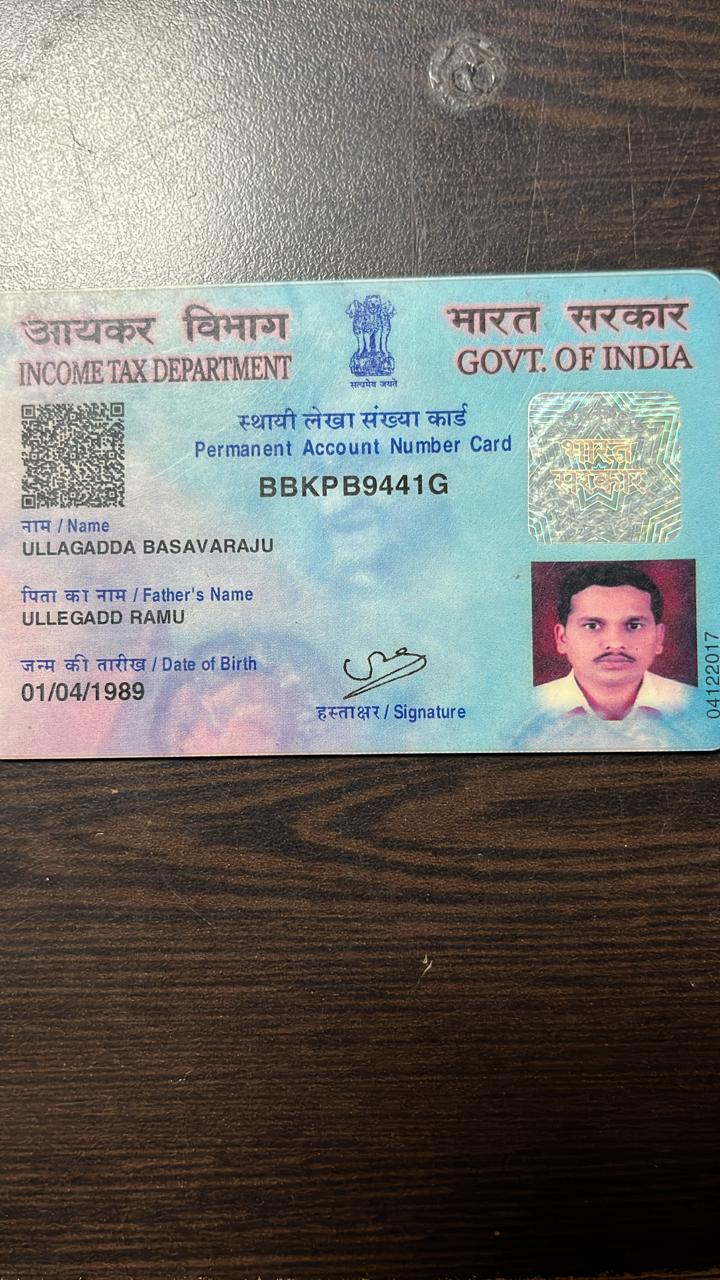 आयकर विभाग
INCOME TAX DEPARTMENT
सत्यमेव जयते
भारत सरकार
GOVT. OF INDIA
स्थायी लेखा संख्या कार्ड
Permanent Account Number Card
BBKPB9441G
भारत
सरकार
नाम / Name
ULLAGADDA BASAVARAJU
पिता का नाम / Father's Name
ULLEGADD RAMU
जन्म की तारीख / Date of Birth
01/04/1989
हस्ताक्षर / Signature
04122017